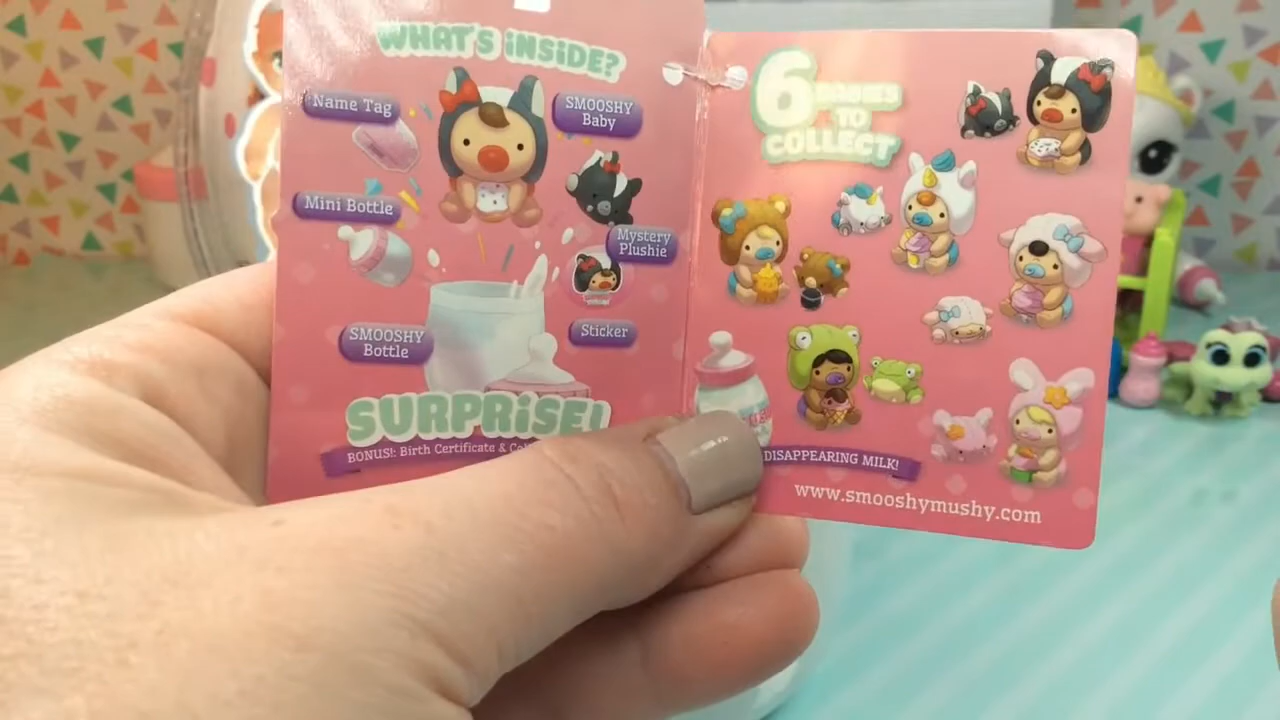 WHAT'S INSIDE?
Name Tag
SMOOSHY
Baby
Mini Bottle
Mystery
Plushie
SMOOSHY
Bottle
Sticker
SURPRISE!
BONUS!: Birth Certificate &
6
BABIES
TO
COLLECT
DISAPPEARING MILK!
www.smooshymushy.com